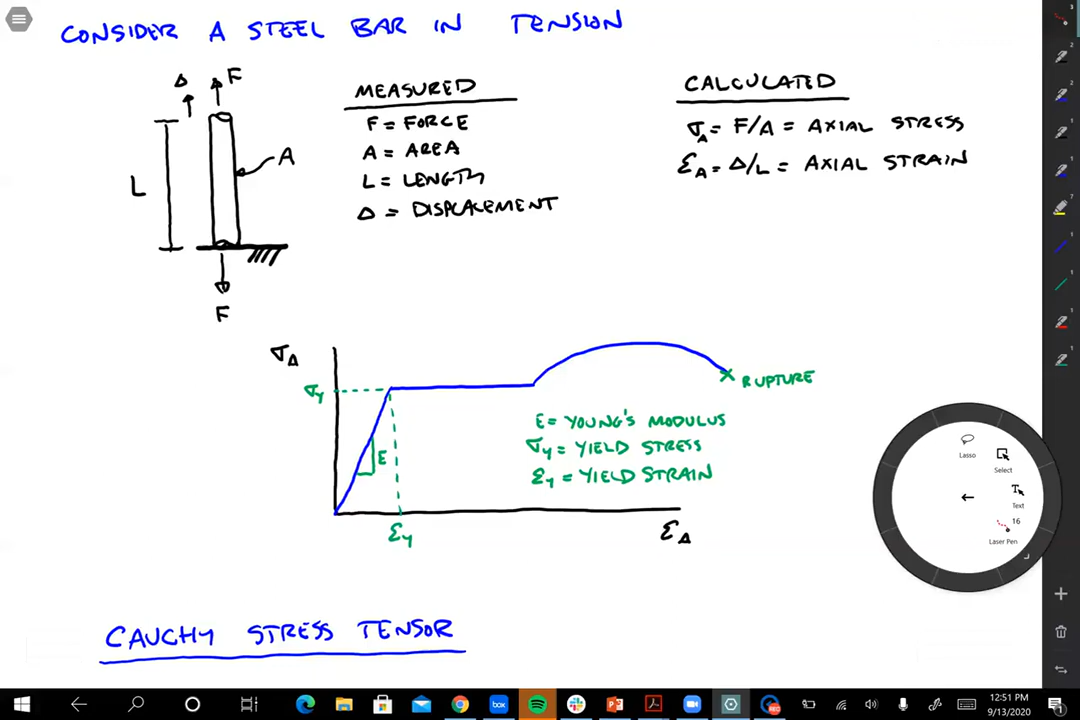 CONSIDER A STEEL BAR IN TENSION
Δ F
L
A
F
MEASURED
F = FORCE
A = AREA
L = LENGTH
Δ = DISPLACEMENT
CALCULATED
σA = F/A = AXIAL STRESS
εA = Δ/L = AXIAL STRAIN
σA
σy
E
εy
εA
RUPTURE
E = YOUNG'S MODULUS
σy = YIELD STRESS
εy = YIELD STRAIN
CAUCHY STRESS TENSOR
Lasso
Select
Text
16
Laser Pen
box
REC
12:51 PM
9/13/2020